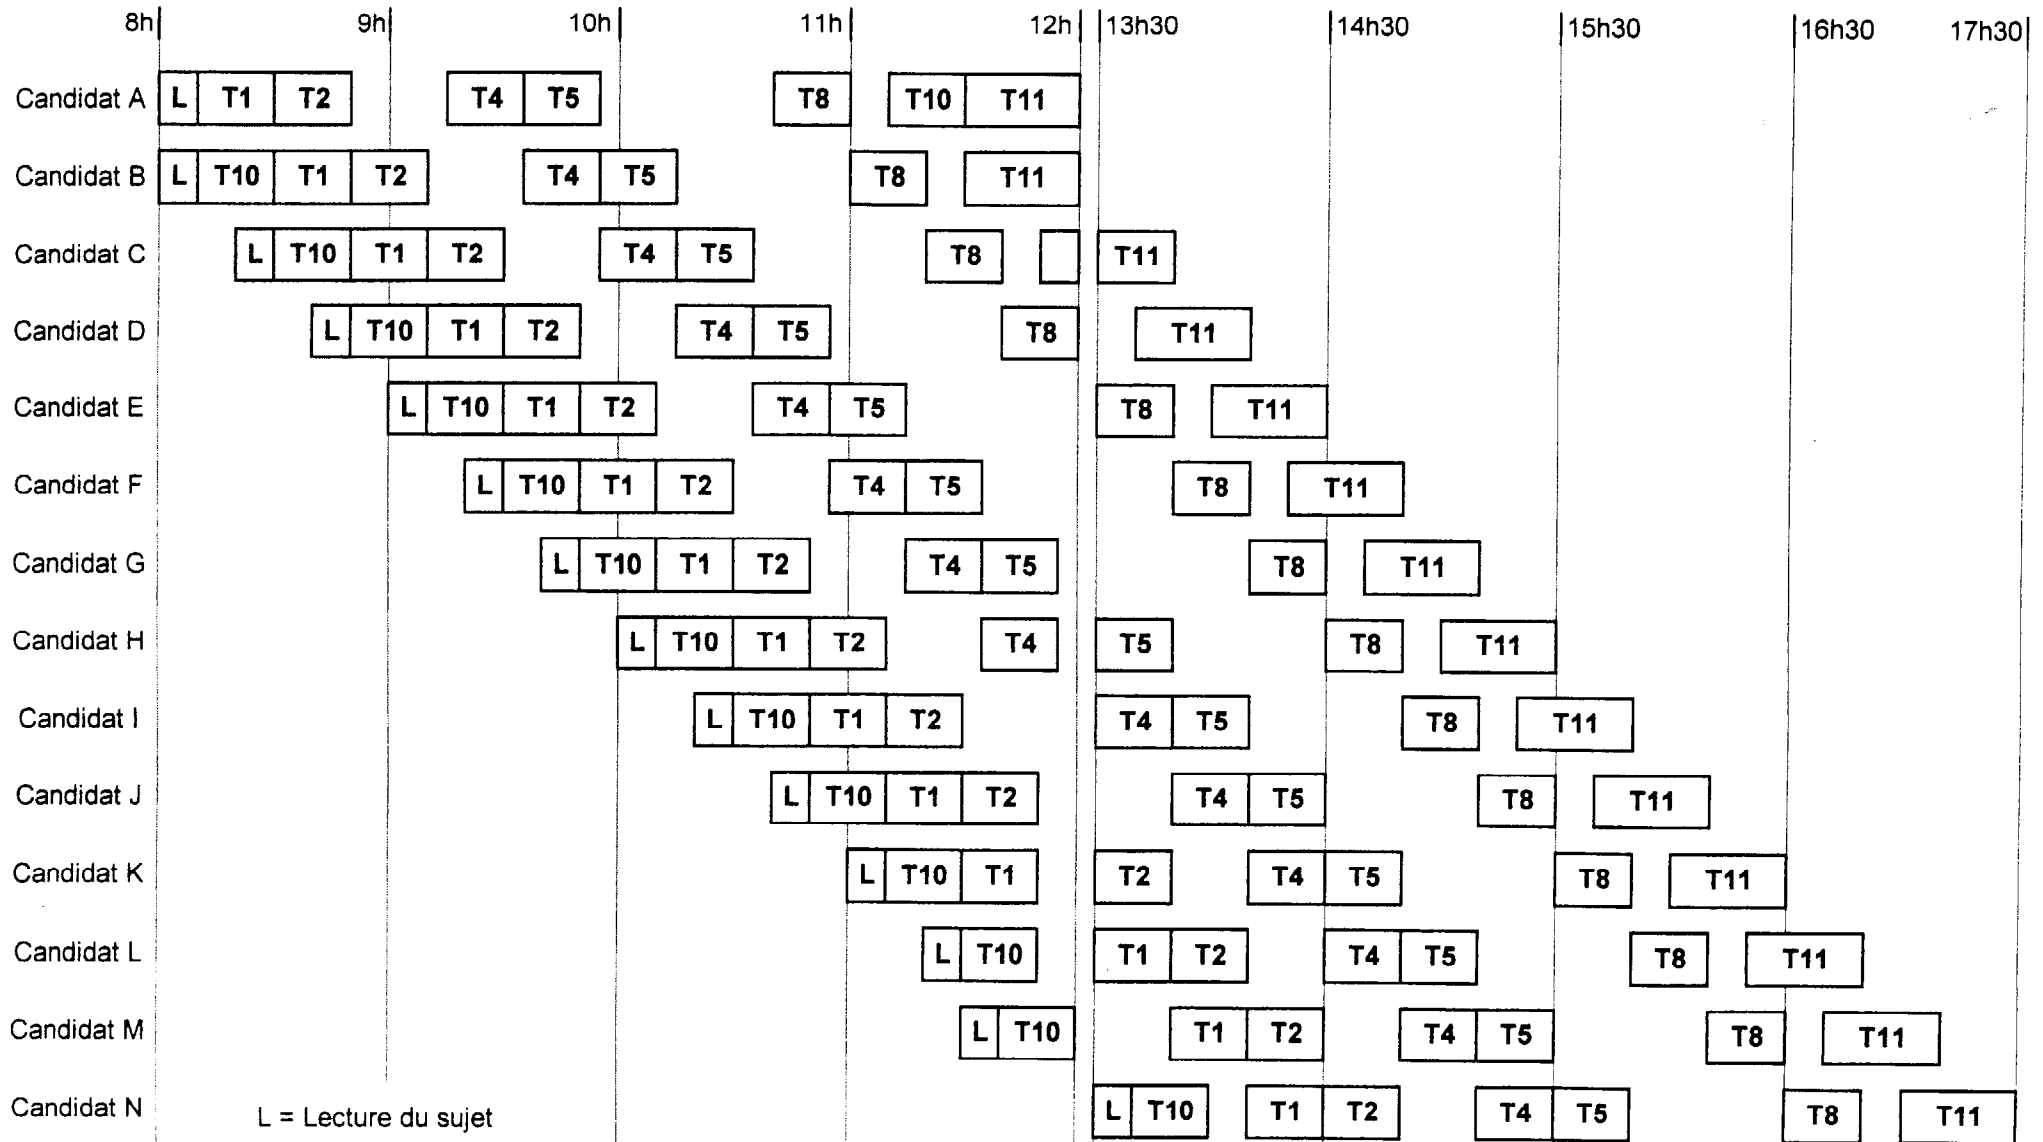 8h 9h 10h 11h 12h 13h30 14h30 15h30 16h30 17h30
Candidat A L T1 T2 T4 T5 T8 T10 T11
Candidat B L T10 T1 T2 T4 T5 T8 T11
Candidat C L T10 T1 T2 T4 T5 T8 T11
Candidat D L T10 T1 T2 T4 T5 T8 T11
Candidat E L T10 T1 T2 T4 T5 T8 T11
Candidat F L T10 T1 T2 T4 T5 T8 T11
Candidat G L T10 T1 T2 T4 T5 T8 T11
Candidat H L T10 T1 T2 T4 T5 T8 T11
Candidat I L T10 T1 T2 T4 T5 T8 T11
Candidat J L T10 T1 T2 T4 T5 T8 T11
Candidat K L T10 T1 T2 T4 T5 T8 T11
Candidat L L T10 T1 T2 T4 T5 T8 T11
Candidat M L T10 T1 T2 T4 T5 T8 T11
Candidat N L T10 T1 T2 T4 T5 T8 T11
L = Lecture du sujet